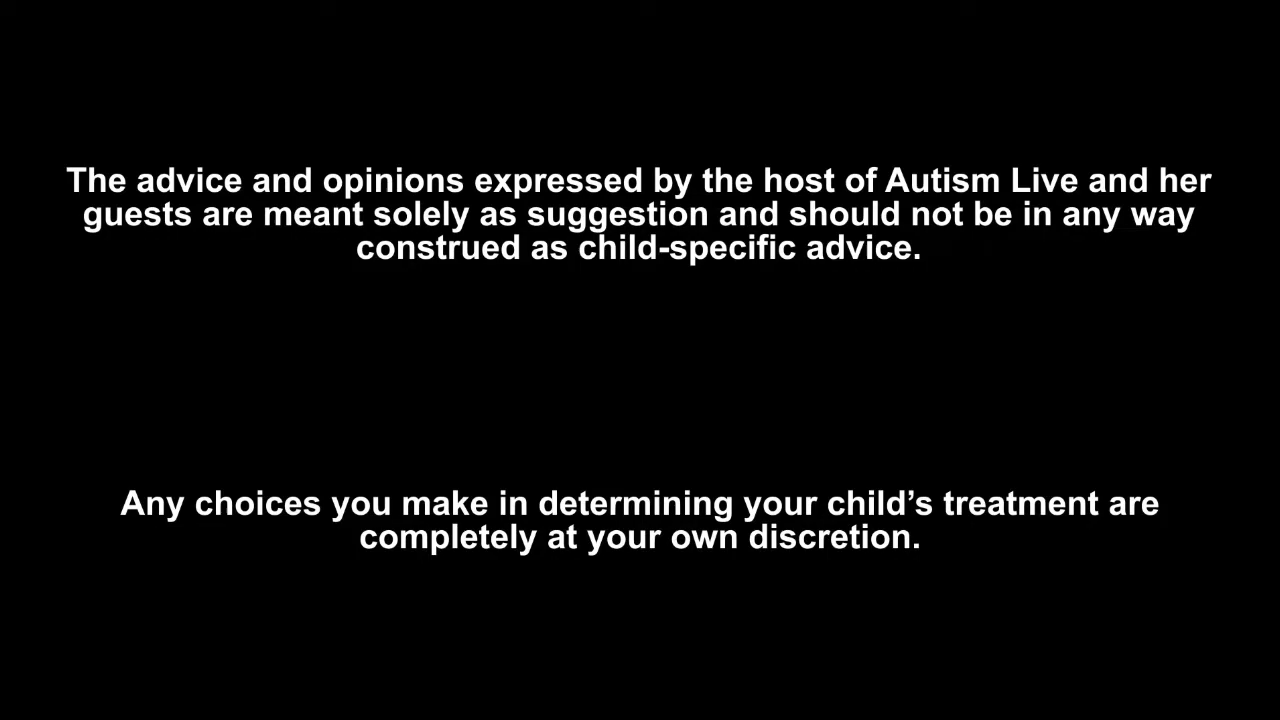 The advice and opinions expressed by the host of Autism Live and her
guests are meant solely as suggestion and should not be in any way
construed as child-specific advice.
Any choices you make in determining your child’s treatment are
completely at your own discretion.